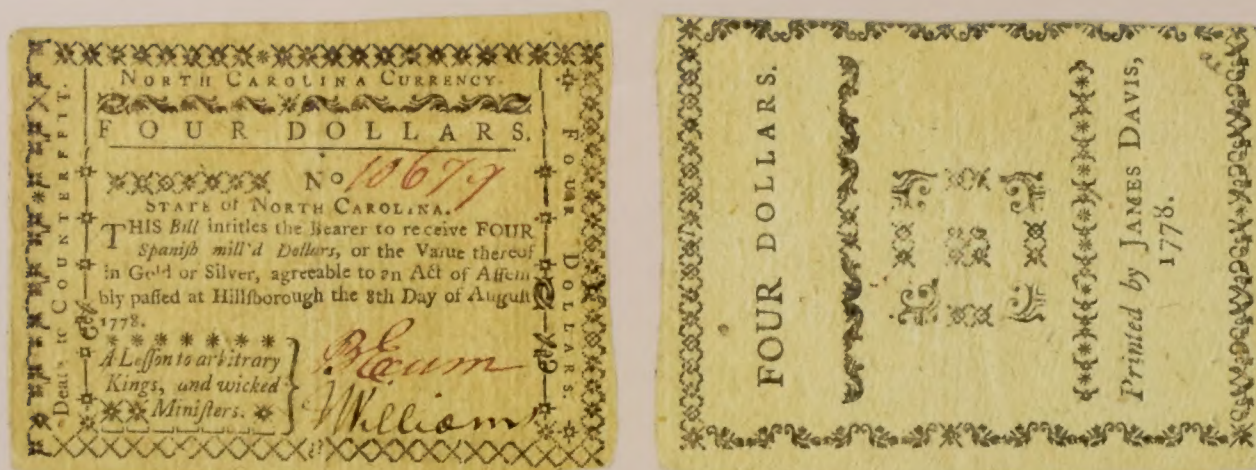 NORTH CAROLINA CURRENCY.
FOUR DOLLARS.
No 10679
STATE of NORTH CAROLINA.
THIS Bill intitles the Bearer to receive FOUR
Spaniſh mill'd Dollars, or the Value thereof
in Gold or Silver, agreeable to an Act of Aſſem
bly paſſed at Hillſborough the 8th Day of Auguſt
1778.
A Leſſon to arbitrary
Kings, and wicked
Miniſters.
B Exum
J Williams
Death to COUNTERFEIT.
FOUR DOLLARS.
FOUR DOLLARS.
Printed by JAMES DAVIS,
1778.